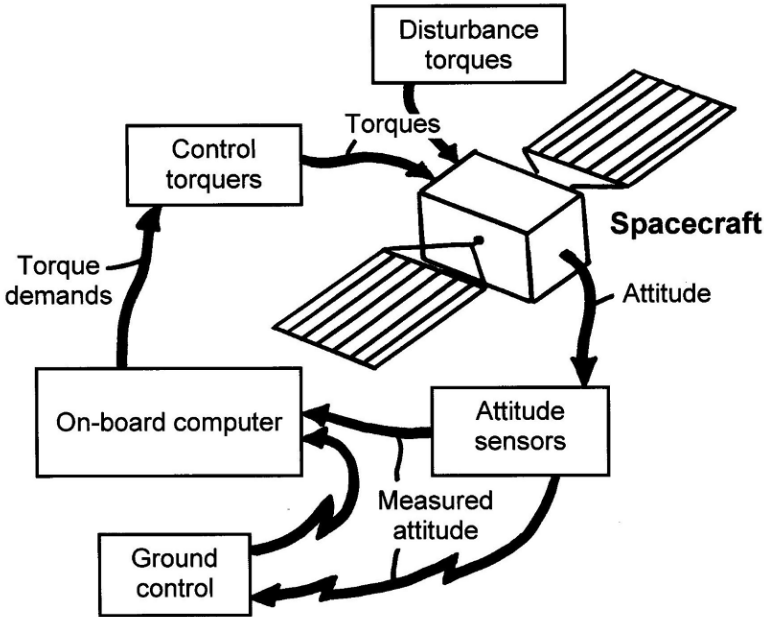 Disturbance
torques
Torques
Control
torquers
Spacecraft
Torque
demands
Attitude
On-board computer
Attitude
sensors
Measured
attitude
Ground
control